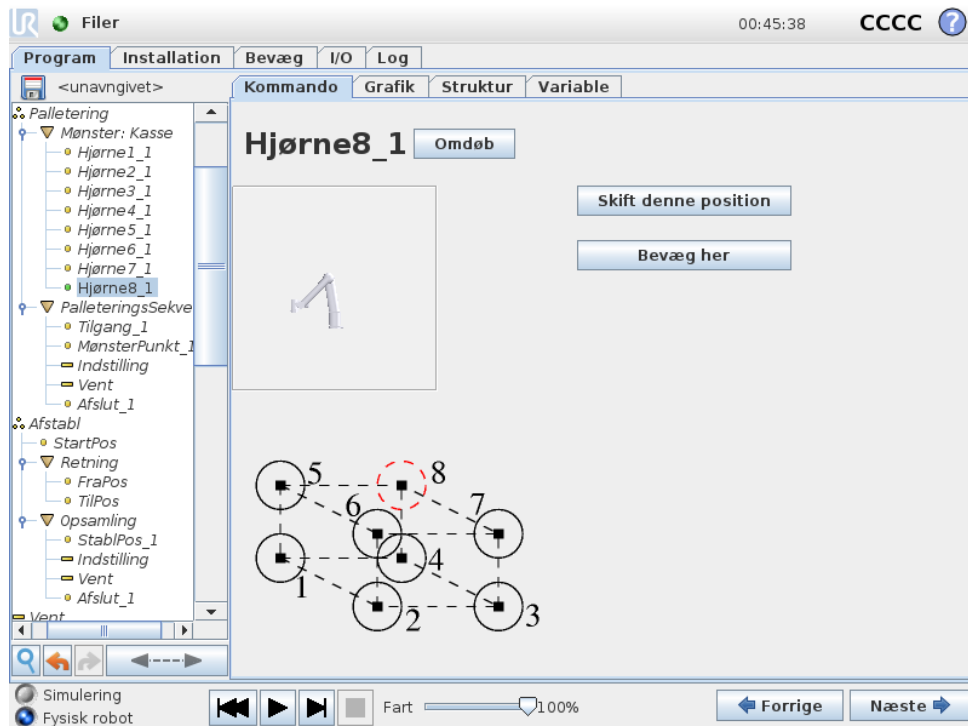 UR Filer 00:45:38 CCCC ?
Program Installation Bevæg I/O Log
<unavngivet>
Kommando Grafik Struktur Variable
Palletering
Mønster: Kasse
Hjørne1_1
Hjørne2_1
Hjørne3_1
Hjørne4_1
Hjørne5_1
Hjørne6_1
Hjørne7_1
Hjørne8_1
PalleteringsSekve
Tilgang_1
MønsterPunkt_1
Indstilling
Vent
Afslut_1
Afstabl
StartPos
Retning
FraPos
TilPos
Opsamling
StablPos_1
Indstilling
Vent
Afslut_1
Vent
Hjørne8_1 Omdøb
Skift denne position
Bevæg her
5 8
6 7
1 4
2 3
Simulering
Fysisk robot
Fart 100%
Forrige Næste